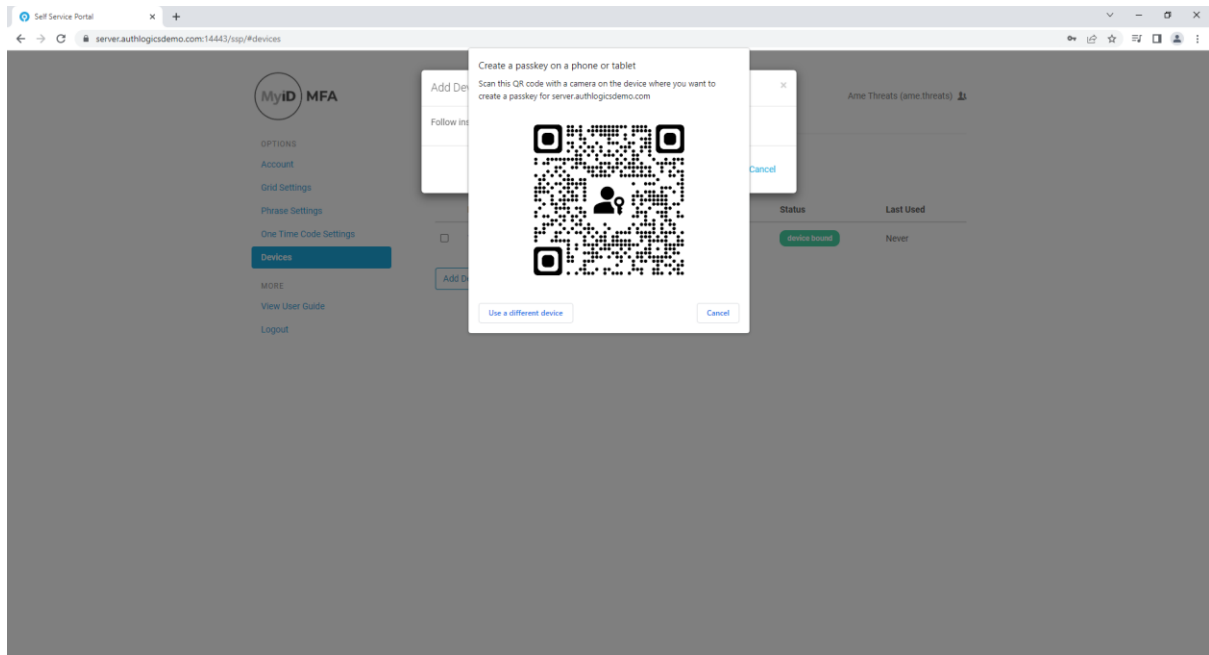 Self Service Portal
server.authlogicsdemo.com:14443/ssp/#devices
MyiD MFA
Ame Threats (ame.threats)
OPTIONS
Account
Grid Settings
Phrase Settings
One Time Code Settings
Devices
MORE
View User Guide
Logout
Add De
Follow ins
Cancel
Status Last Used
device bound Never
Add De
Create a passkey on a phone or tablet
Scan this QR code with a camera on the device where you want to
create a passkey for server.authlogicsdemo.com
Use a different device Cancel